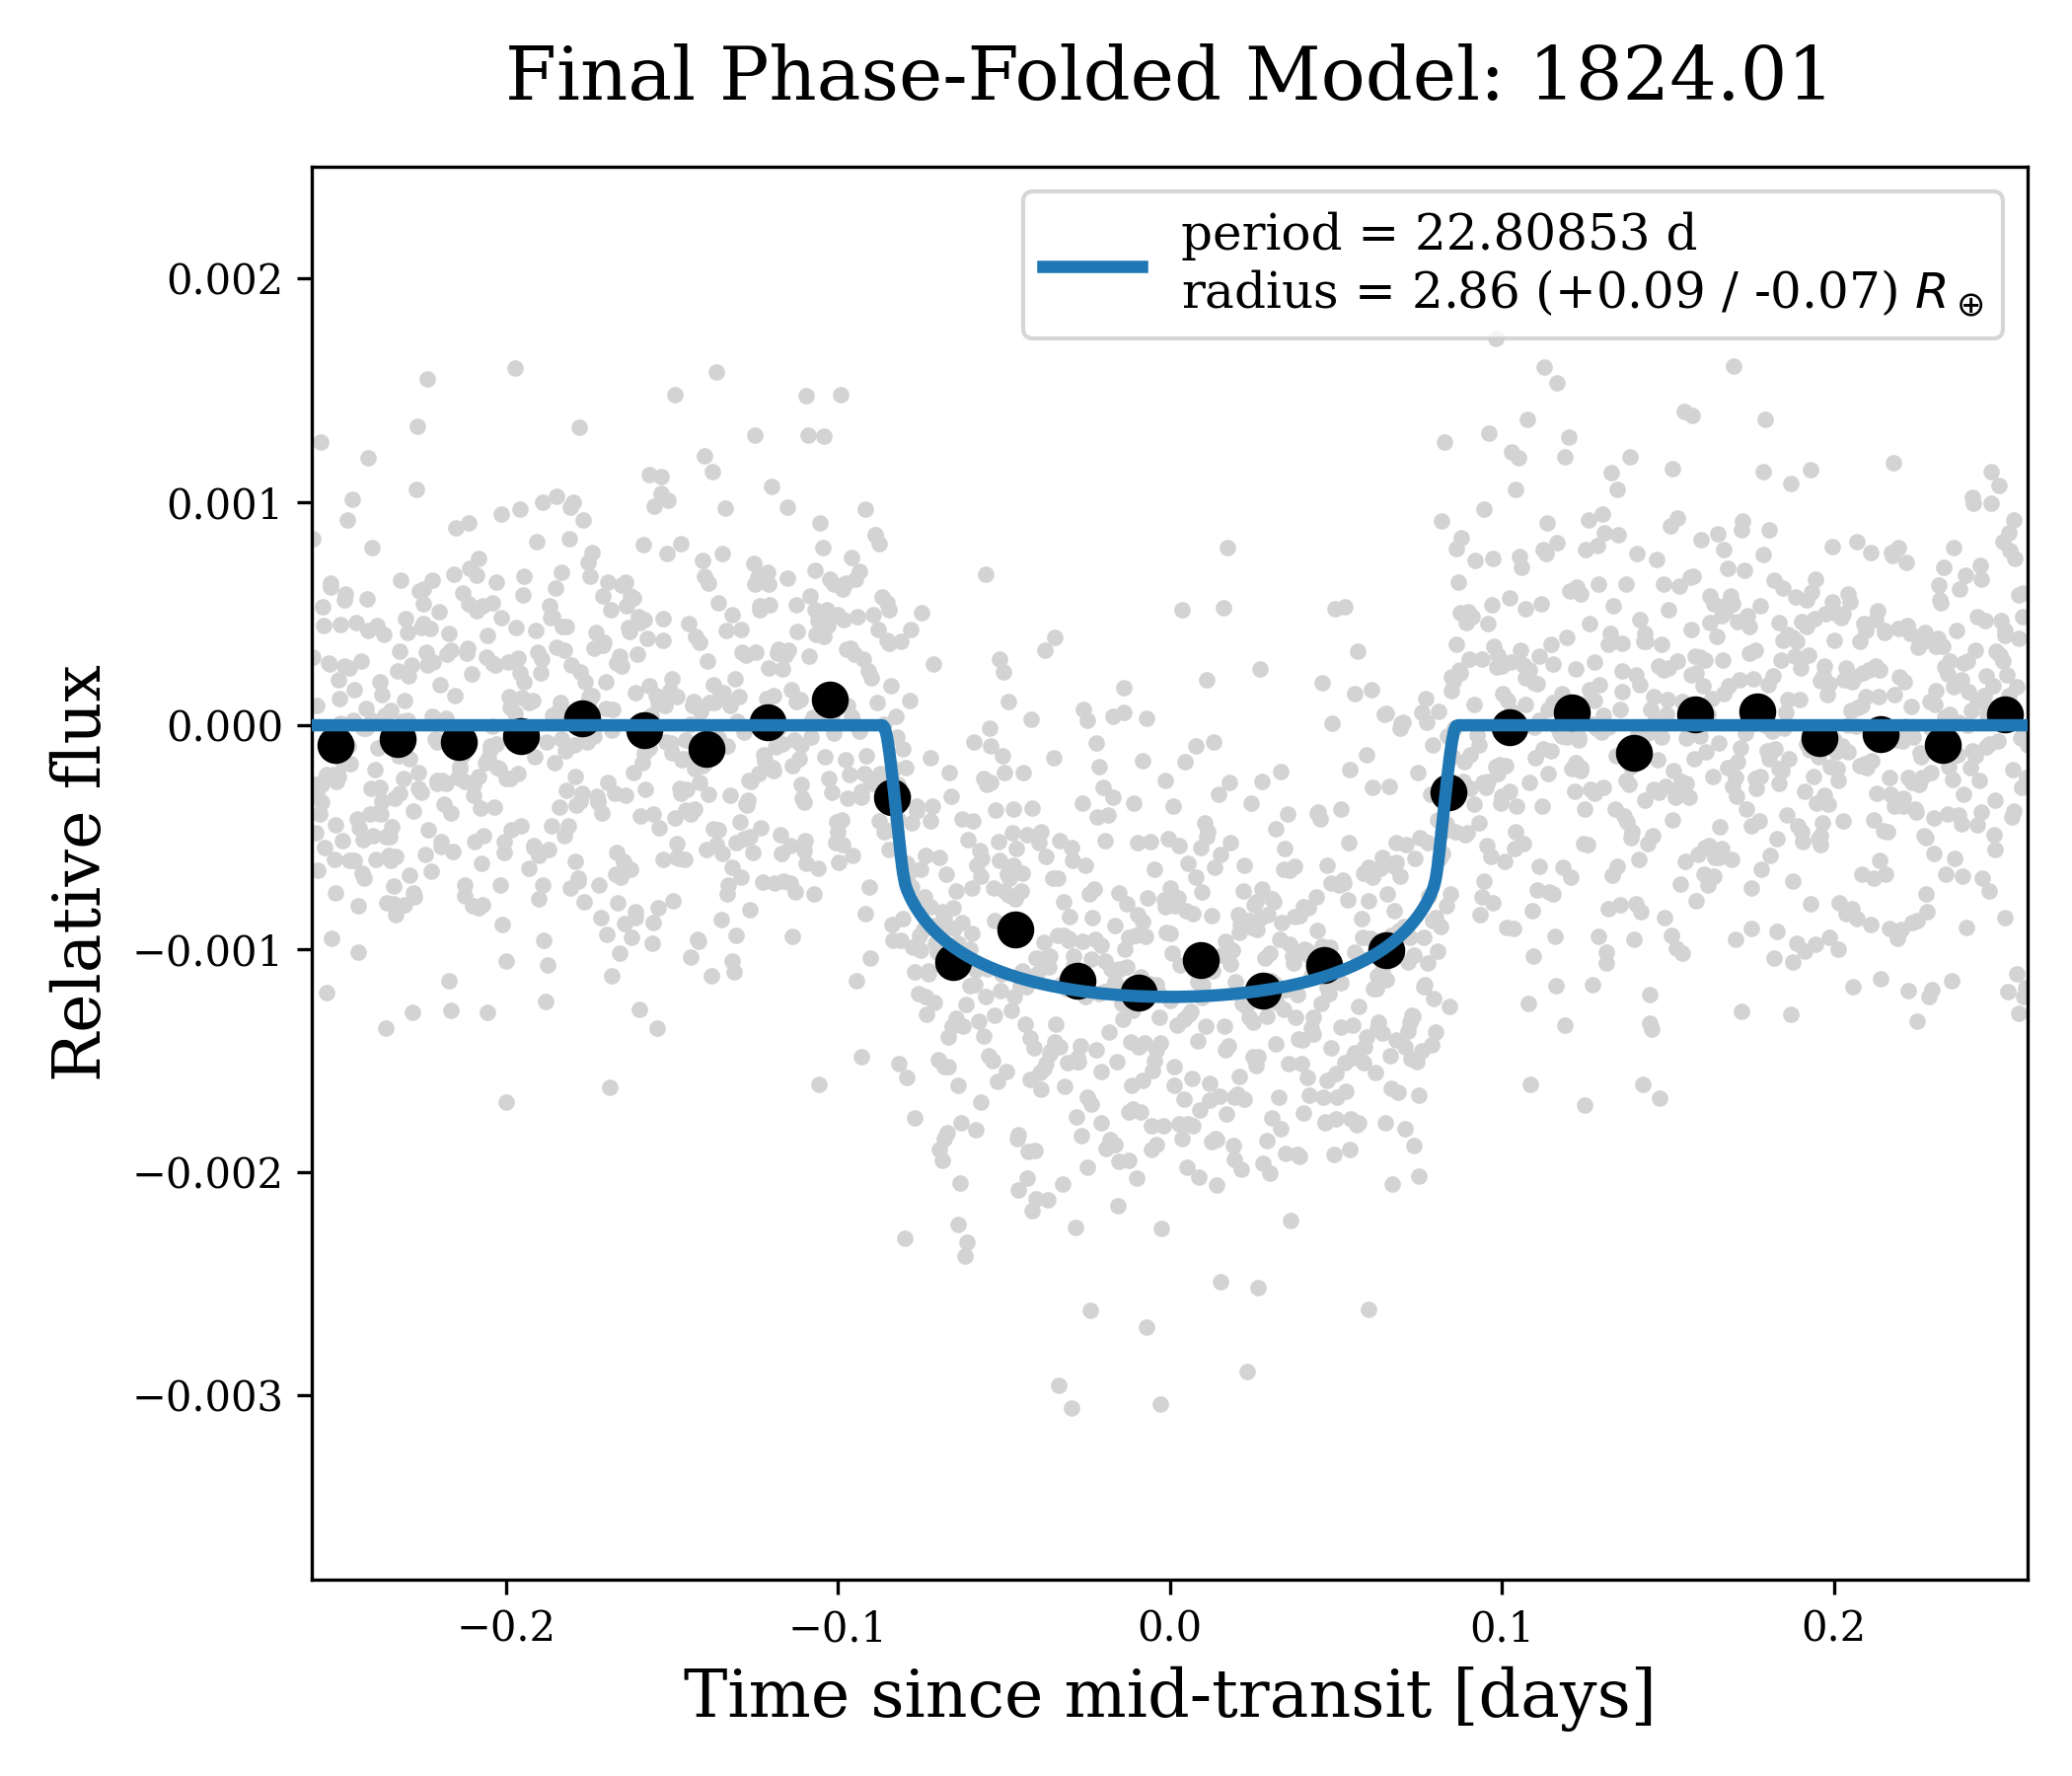 Final Phase-Folded Model: 1824.01
period = 22.80853 d
radius = 2.86 (+0.09 / -0.07) R⊕
0.002
0.001
0.000
−0.001
−0.002
−0.003
Relative flux
−0.2
−0.1
0.0
0.1
0.2
Time since mid-transit [days]